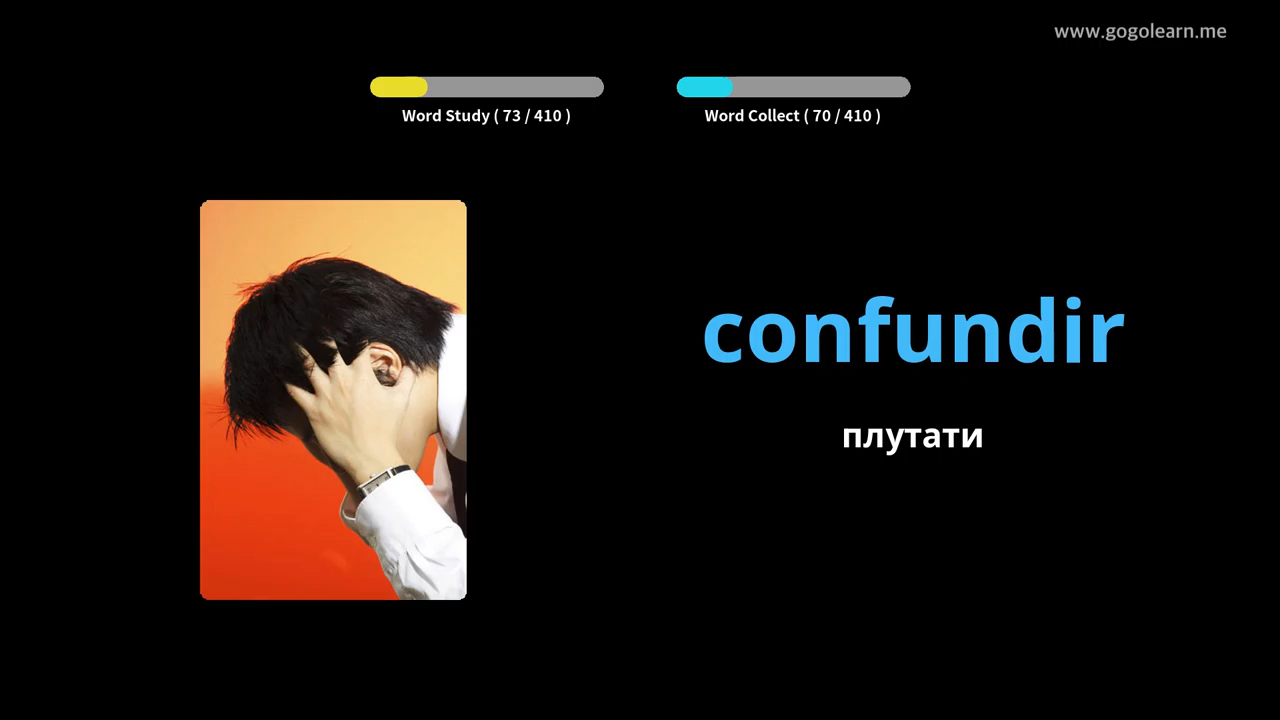 www.gogolearn.me
Word Study ( 73 / 410 )
Word Collect ( 70 / 410 )
confundir
плутати